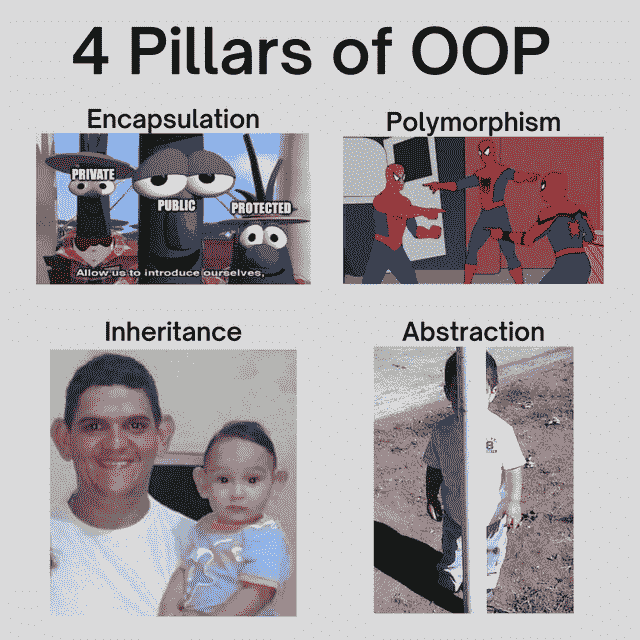 4 Pillars of OOP
Encapsulation
Polymorphism
PRIVATE
PUBLIC
PROTECTED
Allow us to introduce ourselves,
Inheritance
Abstraction